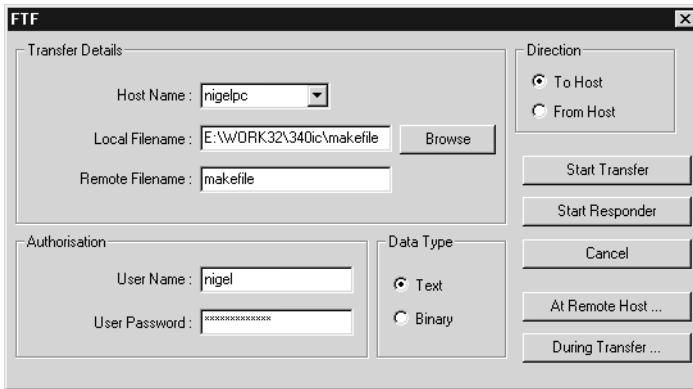 FTF
Transfer Details
Host Name : nigelpc
Local Filename : E:\WORK32\340ic\makefile Browse
Remote Filename : makefile
Direction
To Host
From Host
Start Transfer
Start Responder
Cancel
At Remote Host ...
During Transfer ...
Authorisation
User Name : nigel
User Password : *************
Data Type
Text
Binary